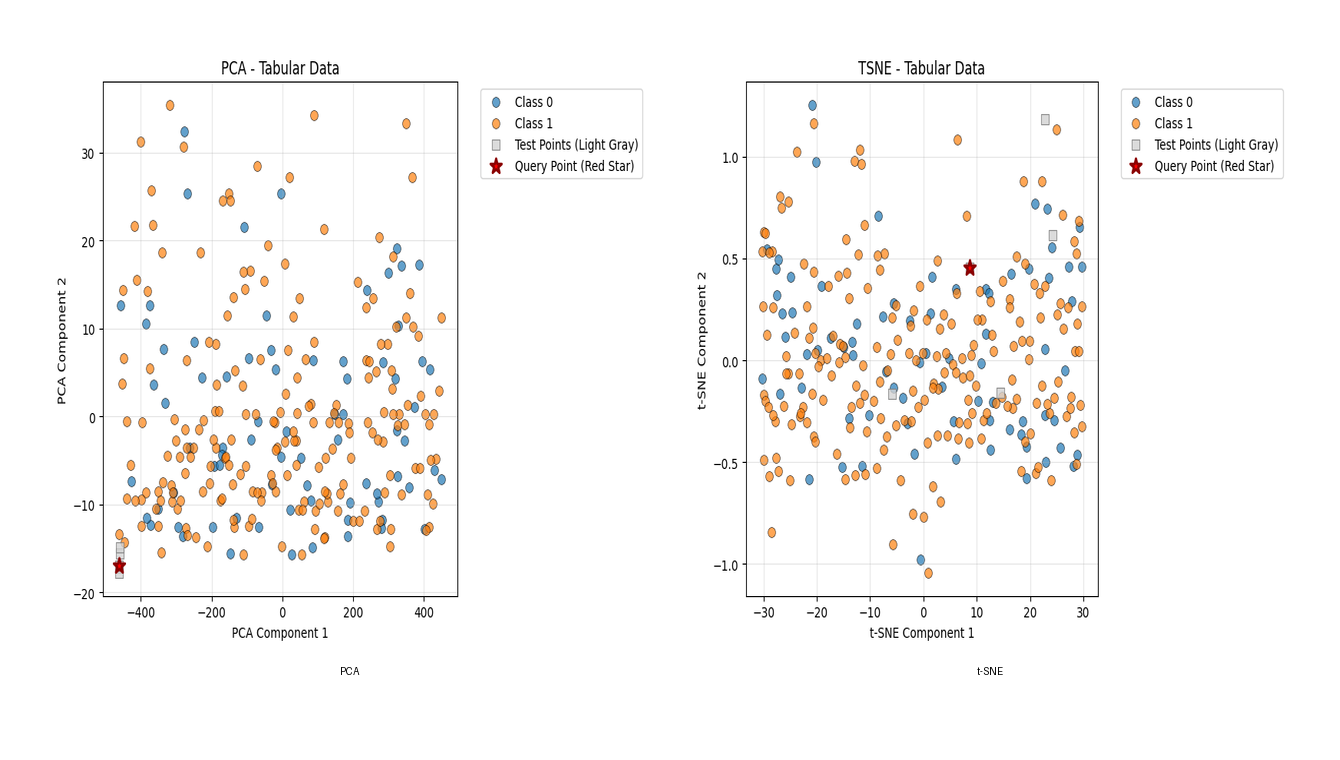 PCA - Tabular Data
PCA Component 2
30
20
10
0
−10
−20
−400
−200
0
200
400
PCA Component 1
Class 0
Class 1
Test Points (Light Gray)
Query Point (Red Star)
PCA
TSNE - Tabular Data
t-SNE Component 2
1.0
0.5
0.0
−0.5
−1.0
−30
−20
−10
0
10
20
30
t-SNE Component 1
Class 0
Class 1
Test Points (Light Gray)
Query Point (Red Star)
t-SNE